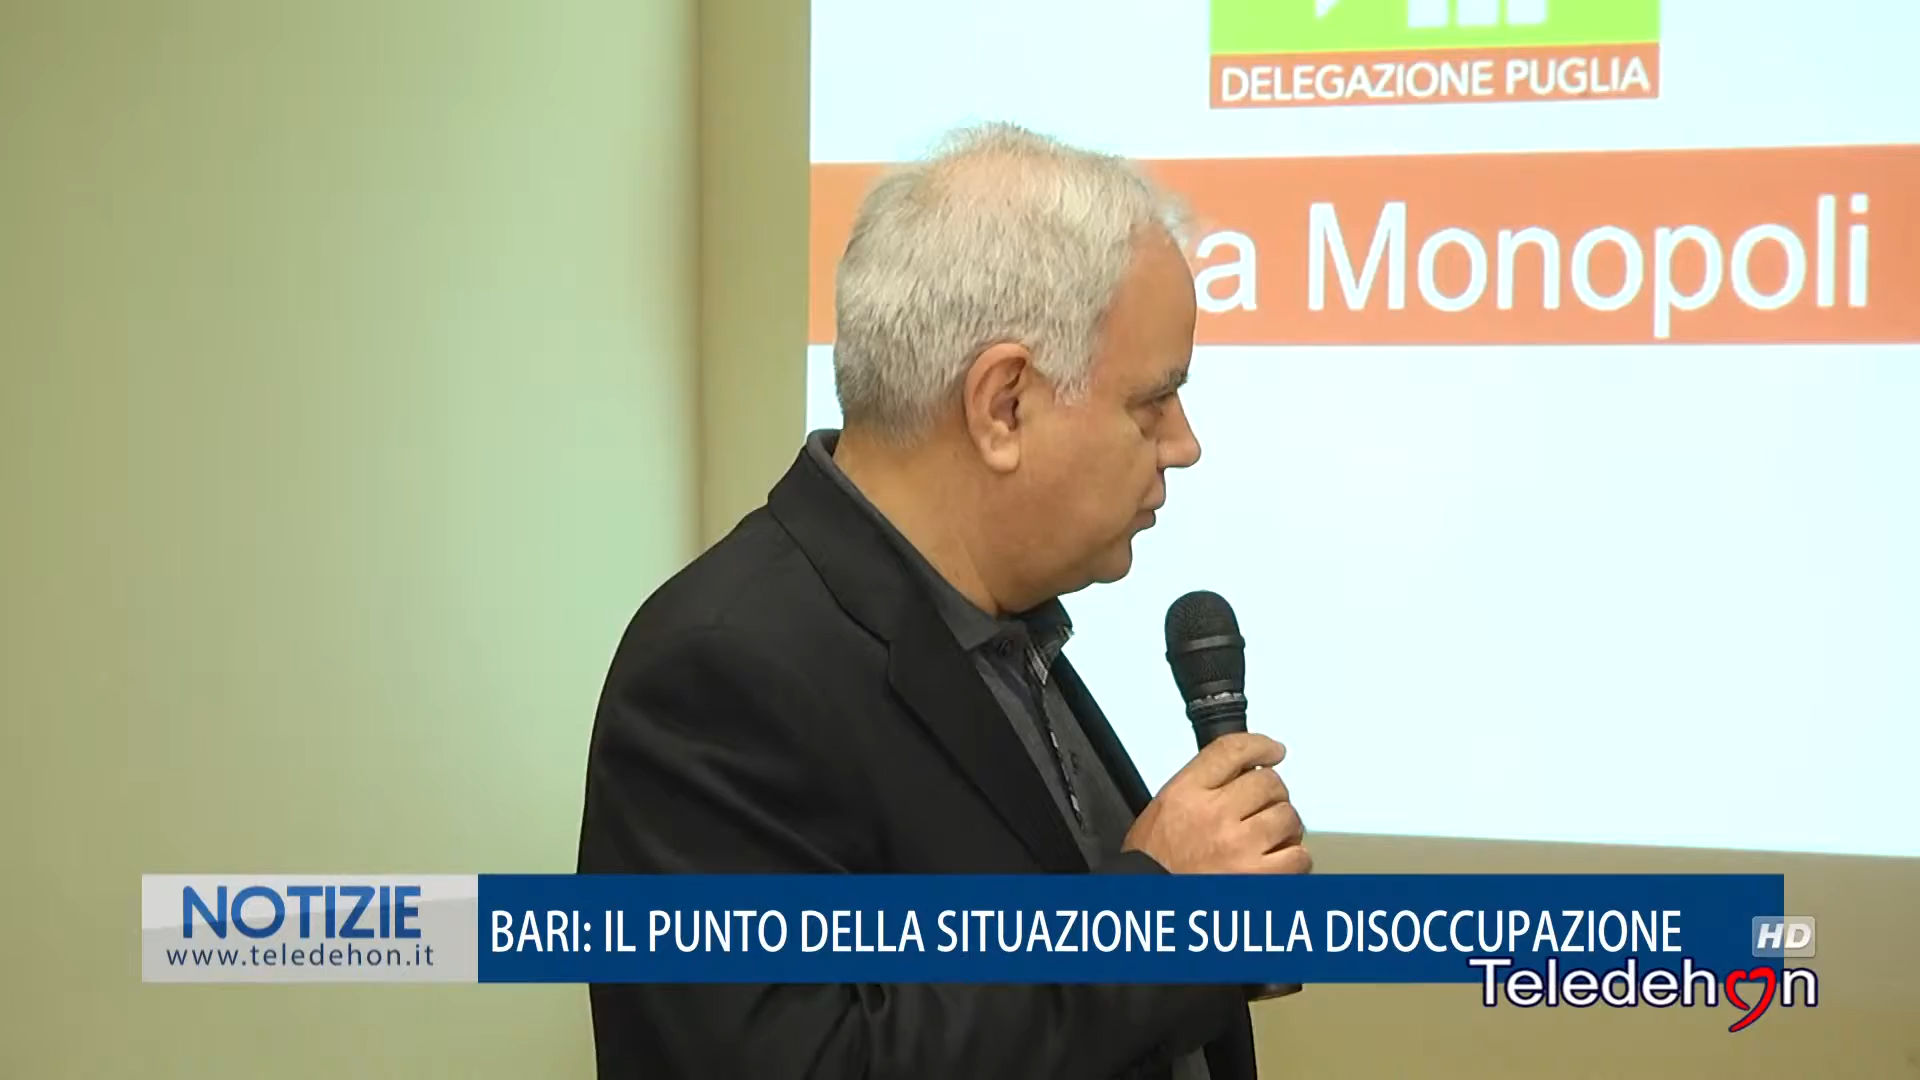 DELEGAZIONE PUGLIA
a Monopoli
NOTIZIE
www.teledehon.it
BARI: IL PUNTO DELLA SITUAZIONE SULLA DISOCCUPAZIONE
HD
Teledehon